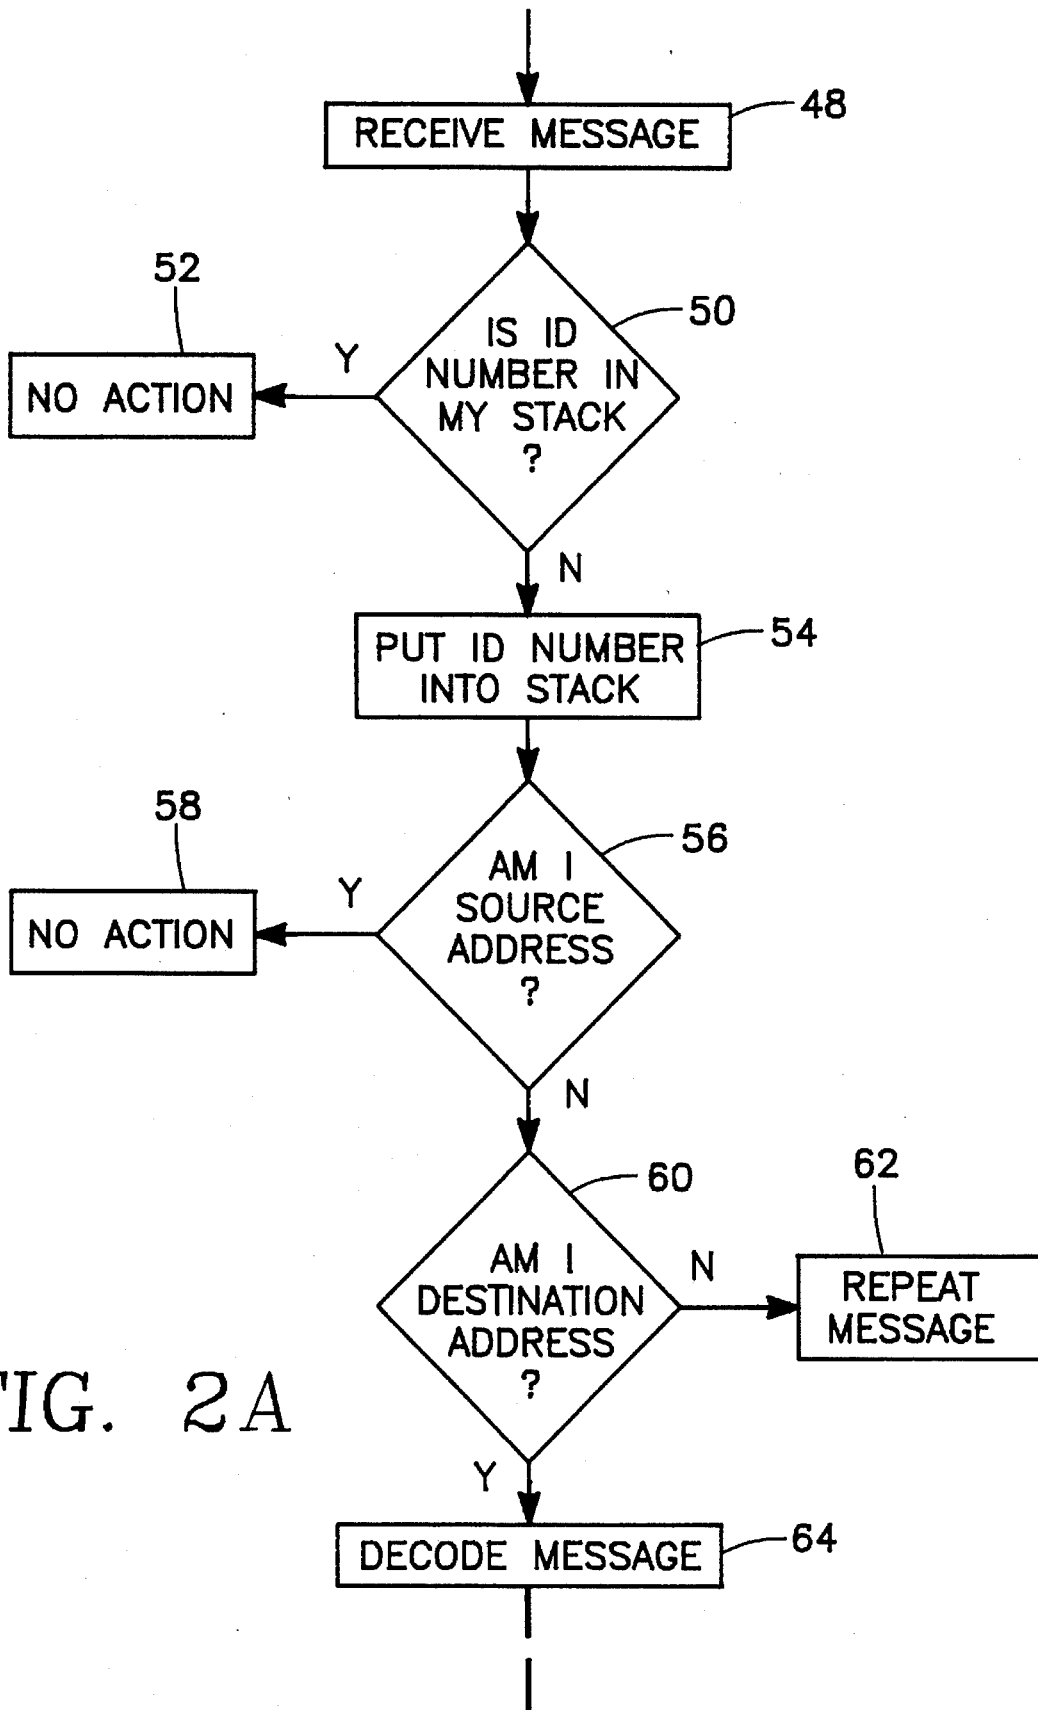 RECEIVE MESSAGE
48
52
50
IS ID
NUMBER IN
MY STACK
?
Y
NO ACTION
N
54
PUT ID NUMBER
INTO STACK
58
56
AM I
SOURCE
ADDRESS
?
Y
NO ACTION
N
60
62
AM I
DESTINATION
ADDRESS
?
N
REPEAT
MESSAGE
FIG. 2A
Y
DECODE MESSAGE
64